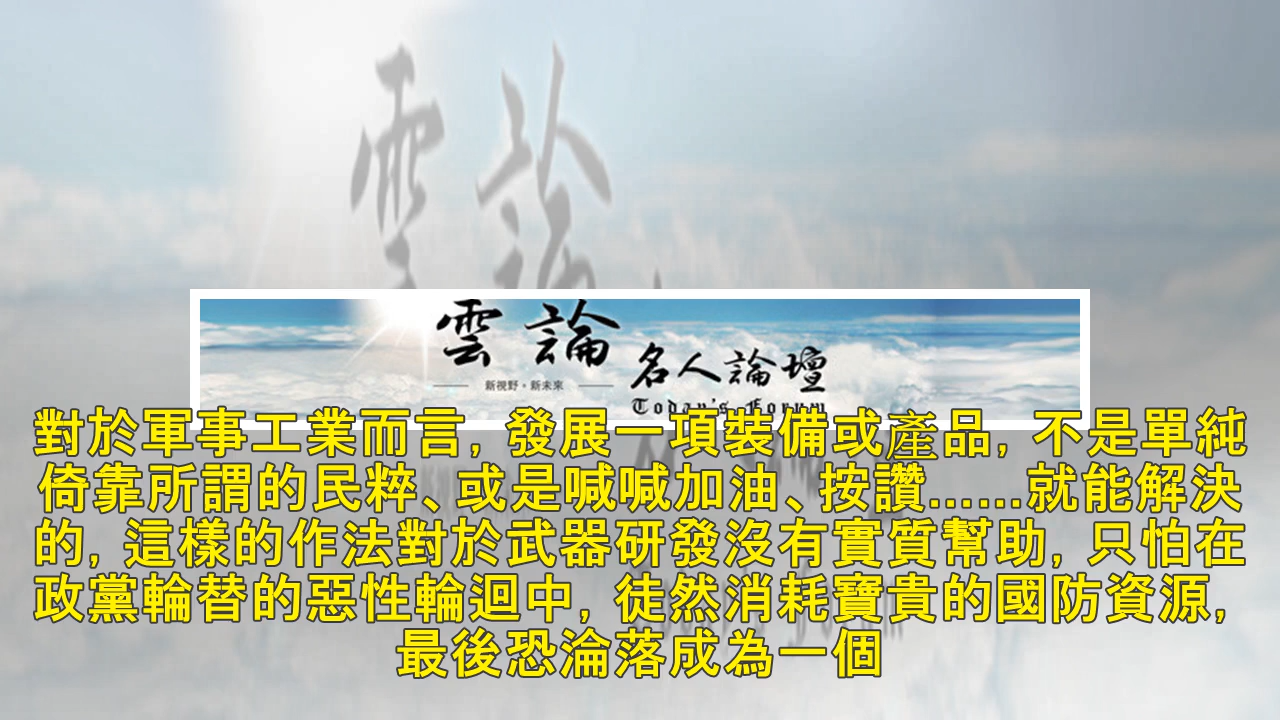 雲論
雲論
新視野。新未來
名人論壇
Today's Forum
對於軍事工業而言, 發展一項裝備或產品, 不是單純
倚靠所謂的民粹、或是喊喊加油、按讚......就能解決
的, 這樣的作法對於武器研發沒有實質幫助, 只怕在
政黨輪替的惡性輪迴中, 徒然消耗寶貴的國防資源,
最後恐淪落成為一個